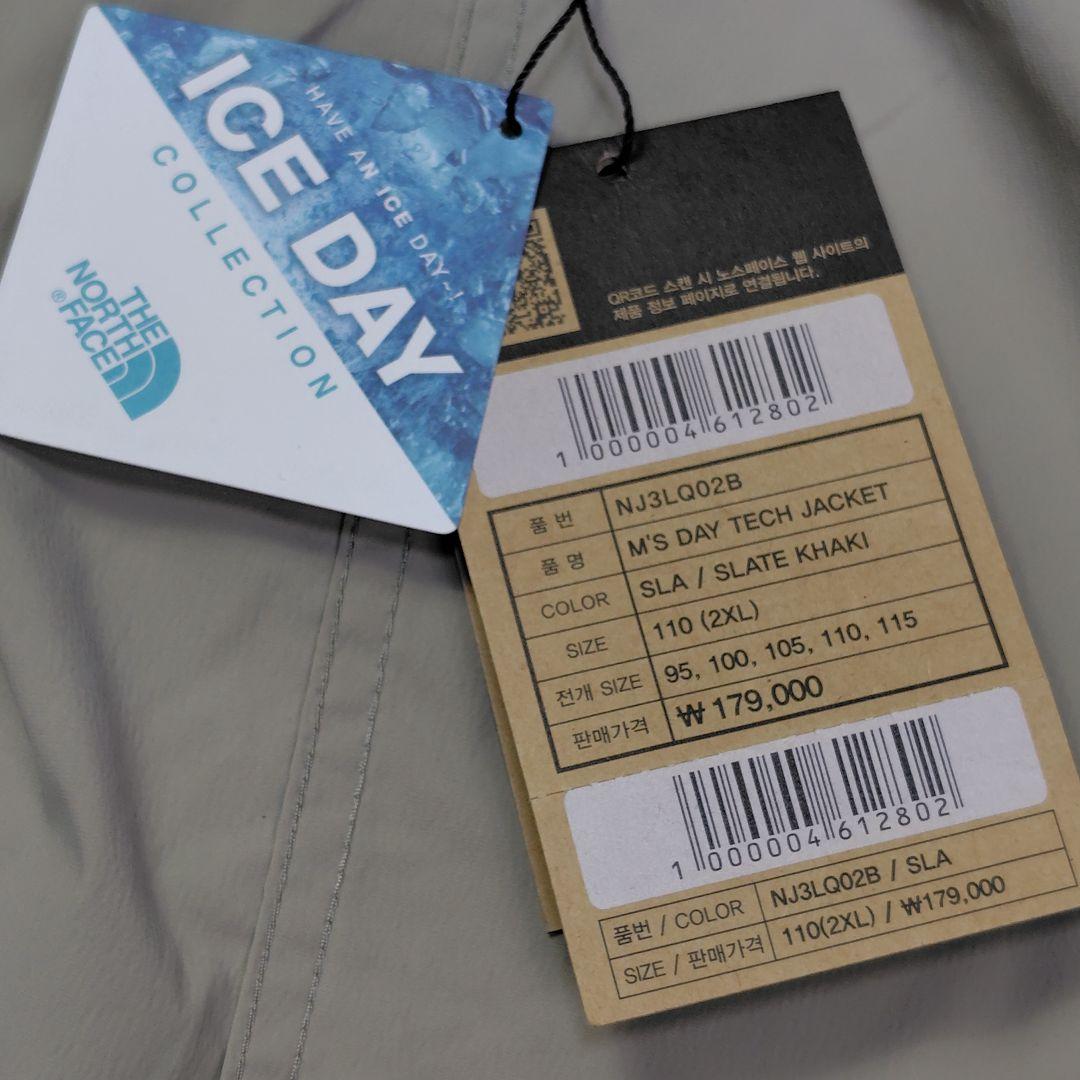 HAVE AN ICE DAY~!
ICE DAY
COLLECTION
THE
NORTH
FACE®
QR코드 스캔 시 노스페이스 웹 사이트의
제품 정보 페이지로 연결됩니다.
1 000004 612802
품 번 NJ3LQ02B
품 명 M'S DAY TECH JACKET
COLOR SLA / SLATE KHAKI
SIZE 110 (2XL)
전개 SIZE 95, 100, 105, 110, 115
판매가격 ₩ 179,000
1 000004 612802
품번 / COLOR NJ3LQ02B / SLA
SIZE / 판매가격 110(2XL) / ₩179,000